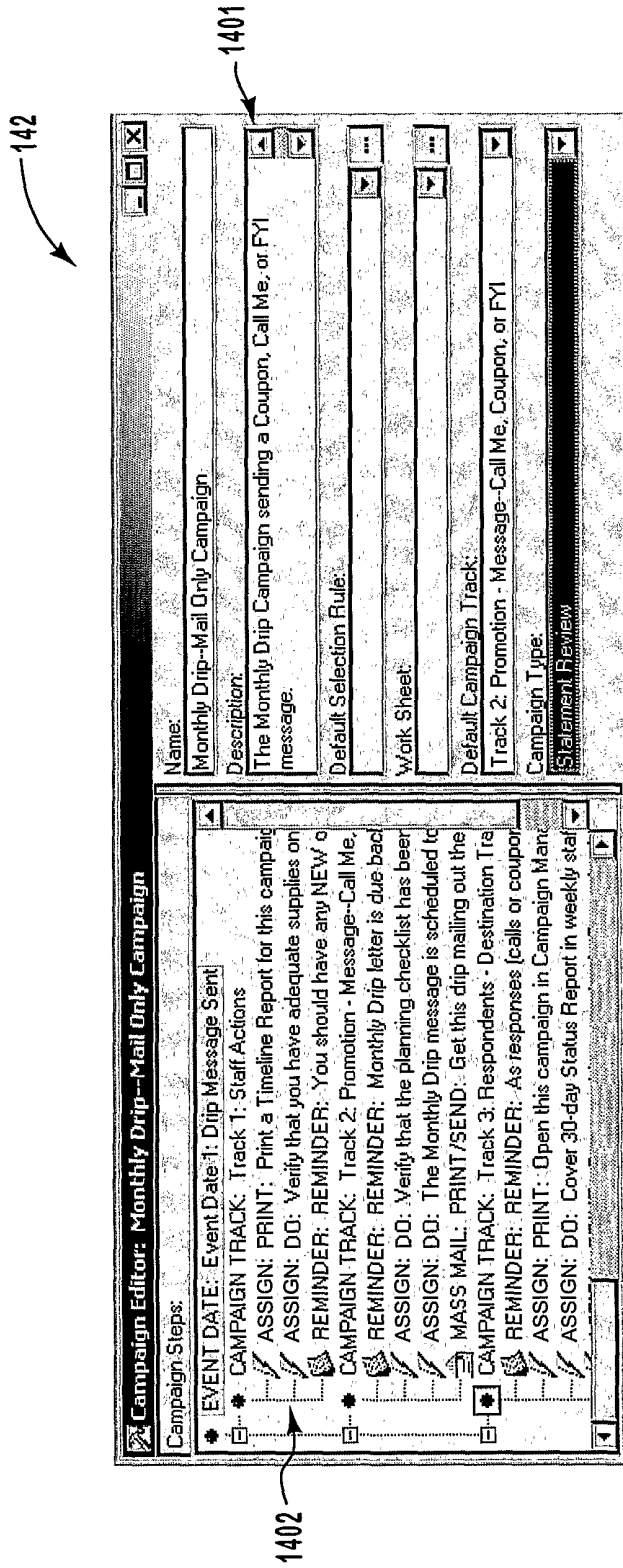 142
Campaign Editor: Monthly Drip--Mail Only Campaign
Campaign Steps:
EVENT DATE: Event Date 1: Drip Message Sent
CAMPAIGN TRACK: Track 1: Staff Actions
ASSIGN: PRINT: Print a Timeline Report for this campaig
ASSIGN: DO: Verify that you have adequate supplies on
REMINDER: REMINDER: You should have any NEW o
CAMPAIGN TRACK: Track 2: Promotion - Message--Call Me,
REMINDER: REMINDER: Monthly Drip letter is due back
ASSIGN: DO: Verify that the planning checklist has been
ASSIGN: DO: The Monthly Drip message is scheduled to
MASS MAIL: PRINT/SEND: Get this drip mailing out the
CAMPAIGN TRACK: Track 3: Respondents - Destination Tra
REMINDER: REMINDER: As responses (calls or coupon
ASSIGN: PRINT: Open this campaign in Campaign Mana
ASSIGN: DO: Cover 30-day Status Report in weekly staf
1402
Name:
Monthly Drip--Mail Only Campaign
Description:
The Monthly Drip Campaign sending a Coupon, Call Me, or FYI
message.
1401
Default Selection Rule:
...
Work Sheet:
...
Default Campaign Track:
Track 2: Promotion - Message--Call Me, Coupon, or FYI
Campaign Type:
Statement Review